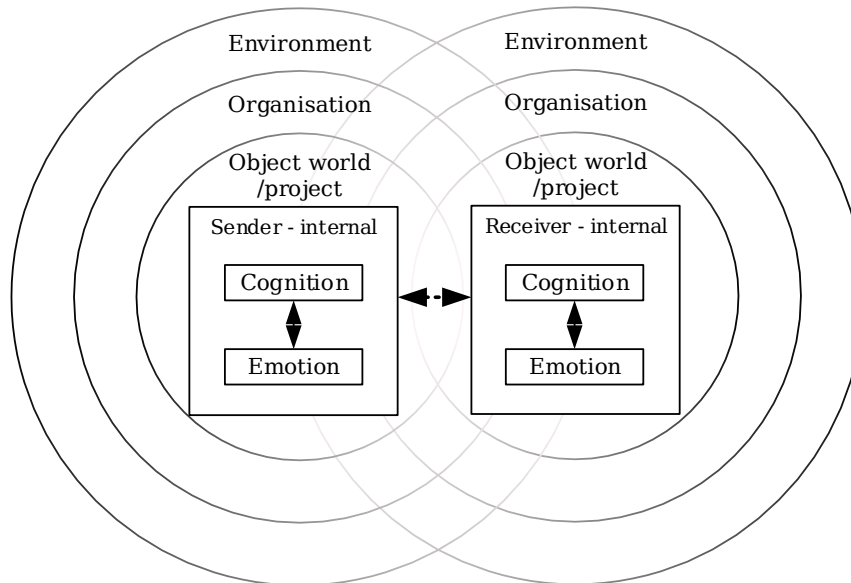 Environment
Organisation
Object world
/project
Sender - internal
Cognition
Emotion
Environment
Organisation
Object world
/project
Receiver - internal
Cognition
Emotion